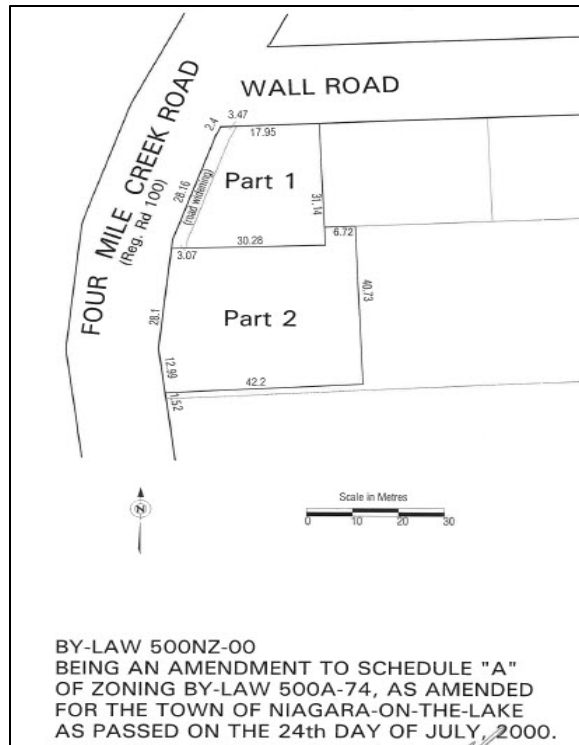 WALL ROAD
FOUR MILE CREEK ROAD
(Reg. Rd 100)
3.47
2.4
17.95
28.16
(road widening)
Part 1
31.14
6.72
3.07
30.28
28.1
Part 2
40.73
12.99
42.2
1.52
N
Scale in Metres
0 10 20 30
BY-LAW 500NZ-00
BEING AN AMENDMENT TO SCHEDULE "A"
OF ZONING BY-LAW 500A-74, AS AMENDED
FOR THE TOWN OF NIAGARA-ON-THE-LAKE
AS PASSED ON THE 24th DAY OF JULY, 2000.